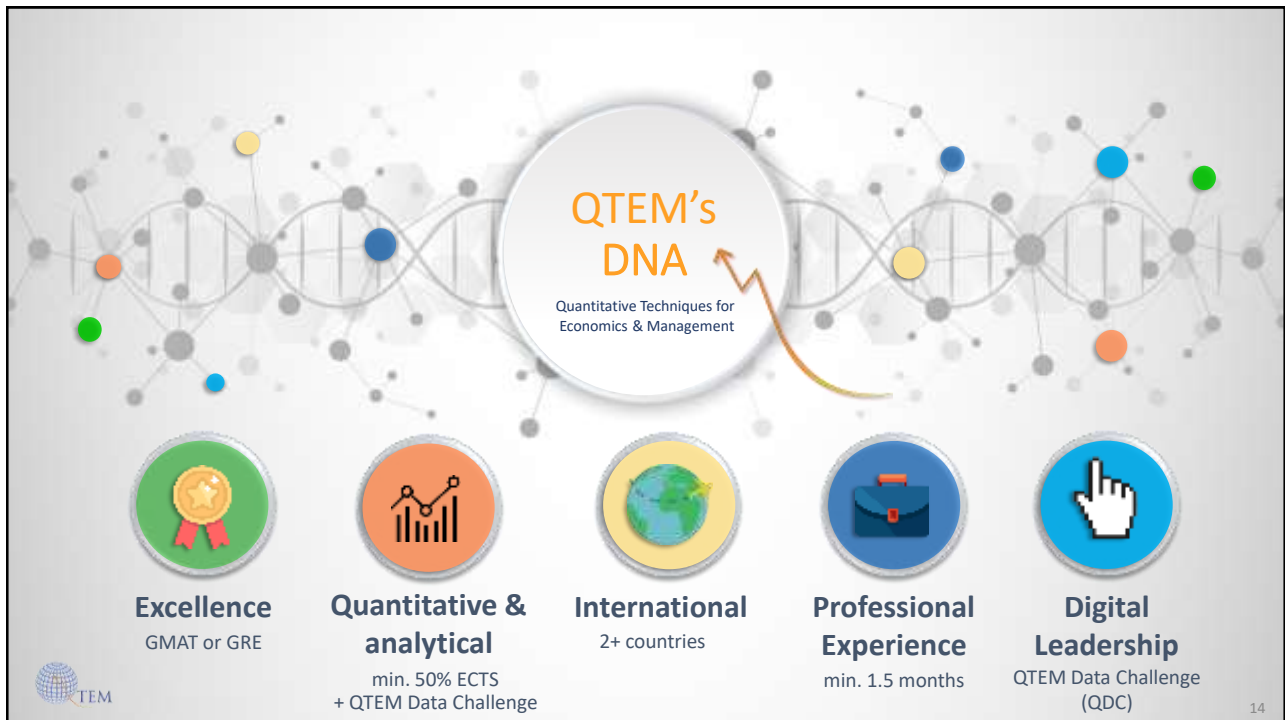 QTEM’s
DNA
Quantitative Techniques for
Economics & Management
Excellence
GMAT or GRE
Quantitative &
analytical
min. 50% ECTS
+ QTEM Data Challenge
International
2+ countries
Professional
Experience
min. 1.5 months
Digital
Leadership
QTEM Data Challenge
(QDC)
TEM
14